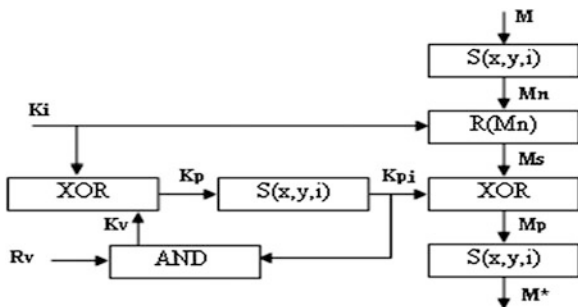 M
S(x,y,i)
Mn
Ki
R(Mn)
Ms
XOR
Kp
S(x,y,i)
Kpi
XOR
Kv
Mp
Rv
AND
S(x,y,i)
M*